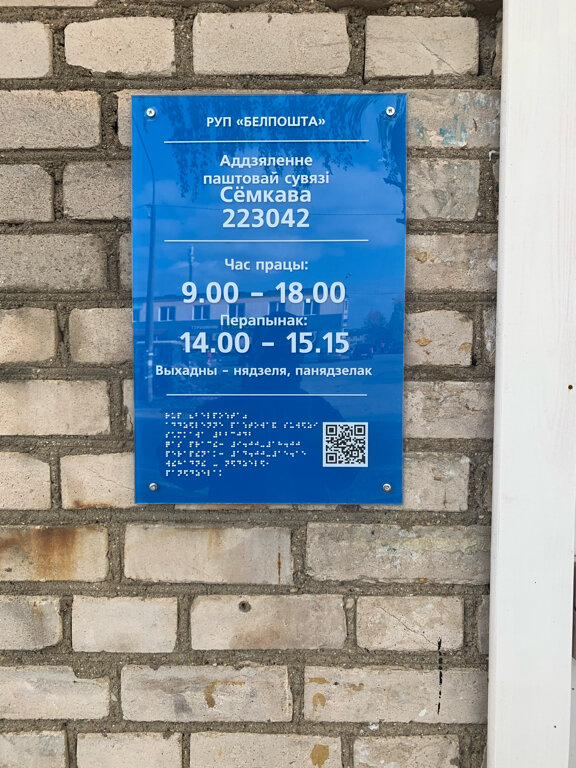 РУП «БЕЛПОШТА»
Аддзяленне
паштовай сувязі
Сёмкава
223042
Час працы:
9.00 – 18.00
Перапынак:
14.00 – 15.15
Выхадны – нядзеля, панядзелак